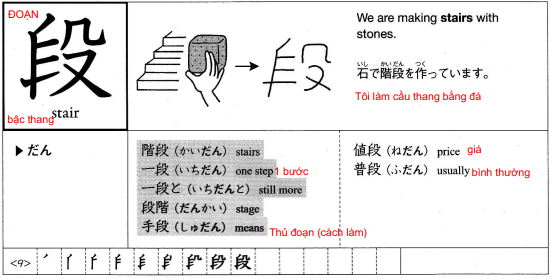 ĐOẠN
段
stair
bậc thang
We are making stairs with
stones.
石で階段を作っています。
いし かいだん つく
Tôi làm cầu thang bằng đá
▶ だん
階段（かいだん） stairs
一段（いちだん） one step 1 bước
一段と（いちだんと） still more
段階（だんかい） stage
手段（しゅだん） means Thủ đoạn (cách làm)
値段（ねだん） price giá
普段（ふだん） usually bình thường
<9>
段